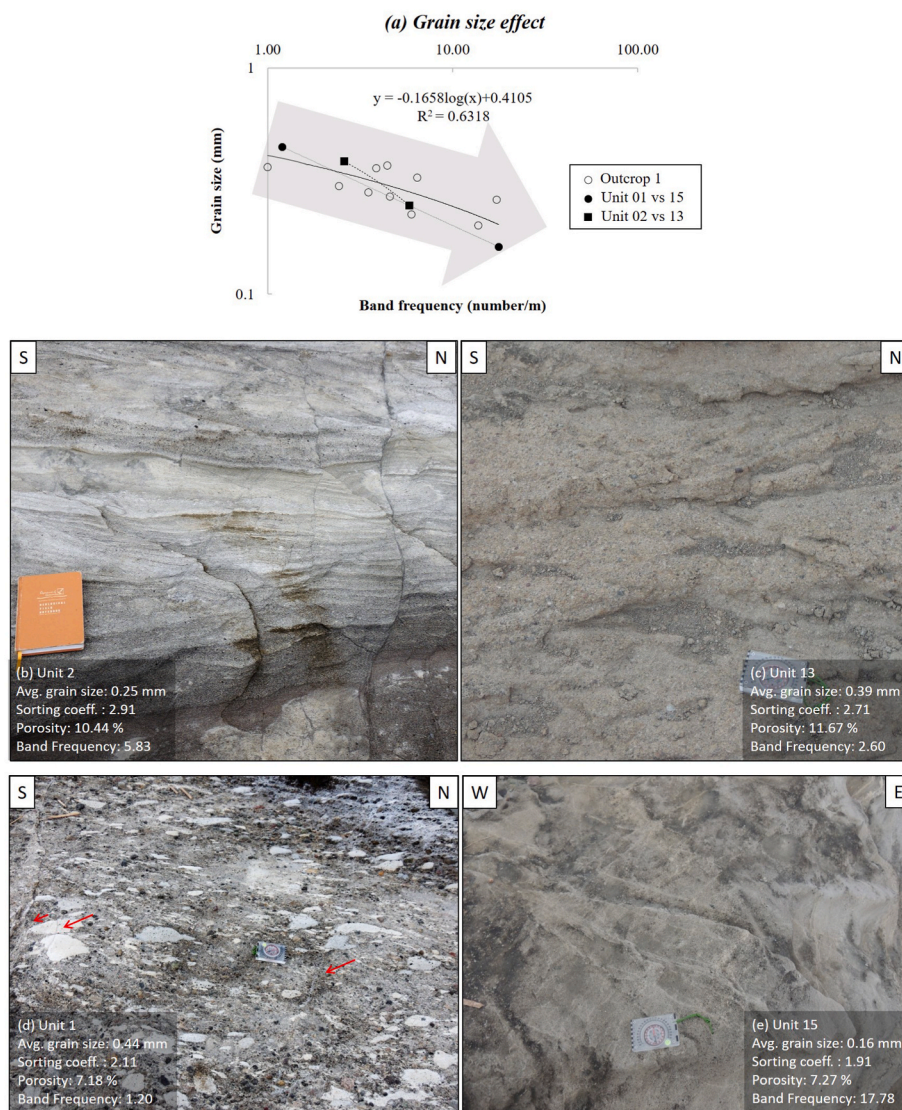 (a) Grain size effect
1.00 10.00 100.00
1
y = -0.1658log(x)+0.4105
R² = 0.6318
Grain size (mm)
Outcrop 1
Unit 01 vs 15
Unit 02 vs 13
0.1
Band frequency (number/m)
S N
(b) Unit 2
Avg. grain size: 0.25 mm
Sorting coeff. : 2.91
Porosity: 10.44 %
Band Frequency: 5.83
S N
(c) Unit 13
Avg. grain size: 0.39 mm
Sorting coeff. : 2.71
Porosity: 11.67 %
Band Frequency: 2.60
S N
(d) Unit 1
Avg. grain size: 0.44 mm
Sorting coeff. : 2.11
Porosity: 7.18 %
Band Frequency: 1.20
W E
(e) Unit 15
Avg. grain size: 0.16 mm
Sorting coeff. : 1.91
Porosity: 7.27 %
Band Frequency: 17.78